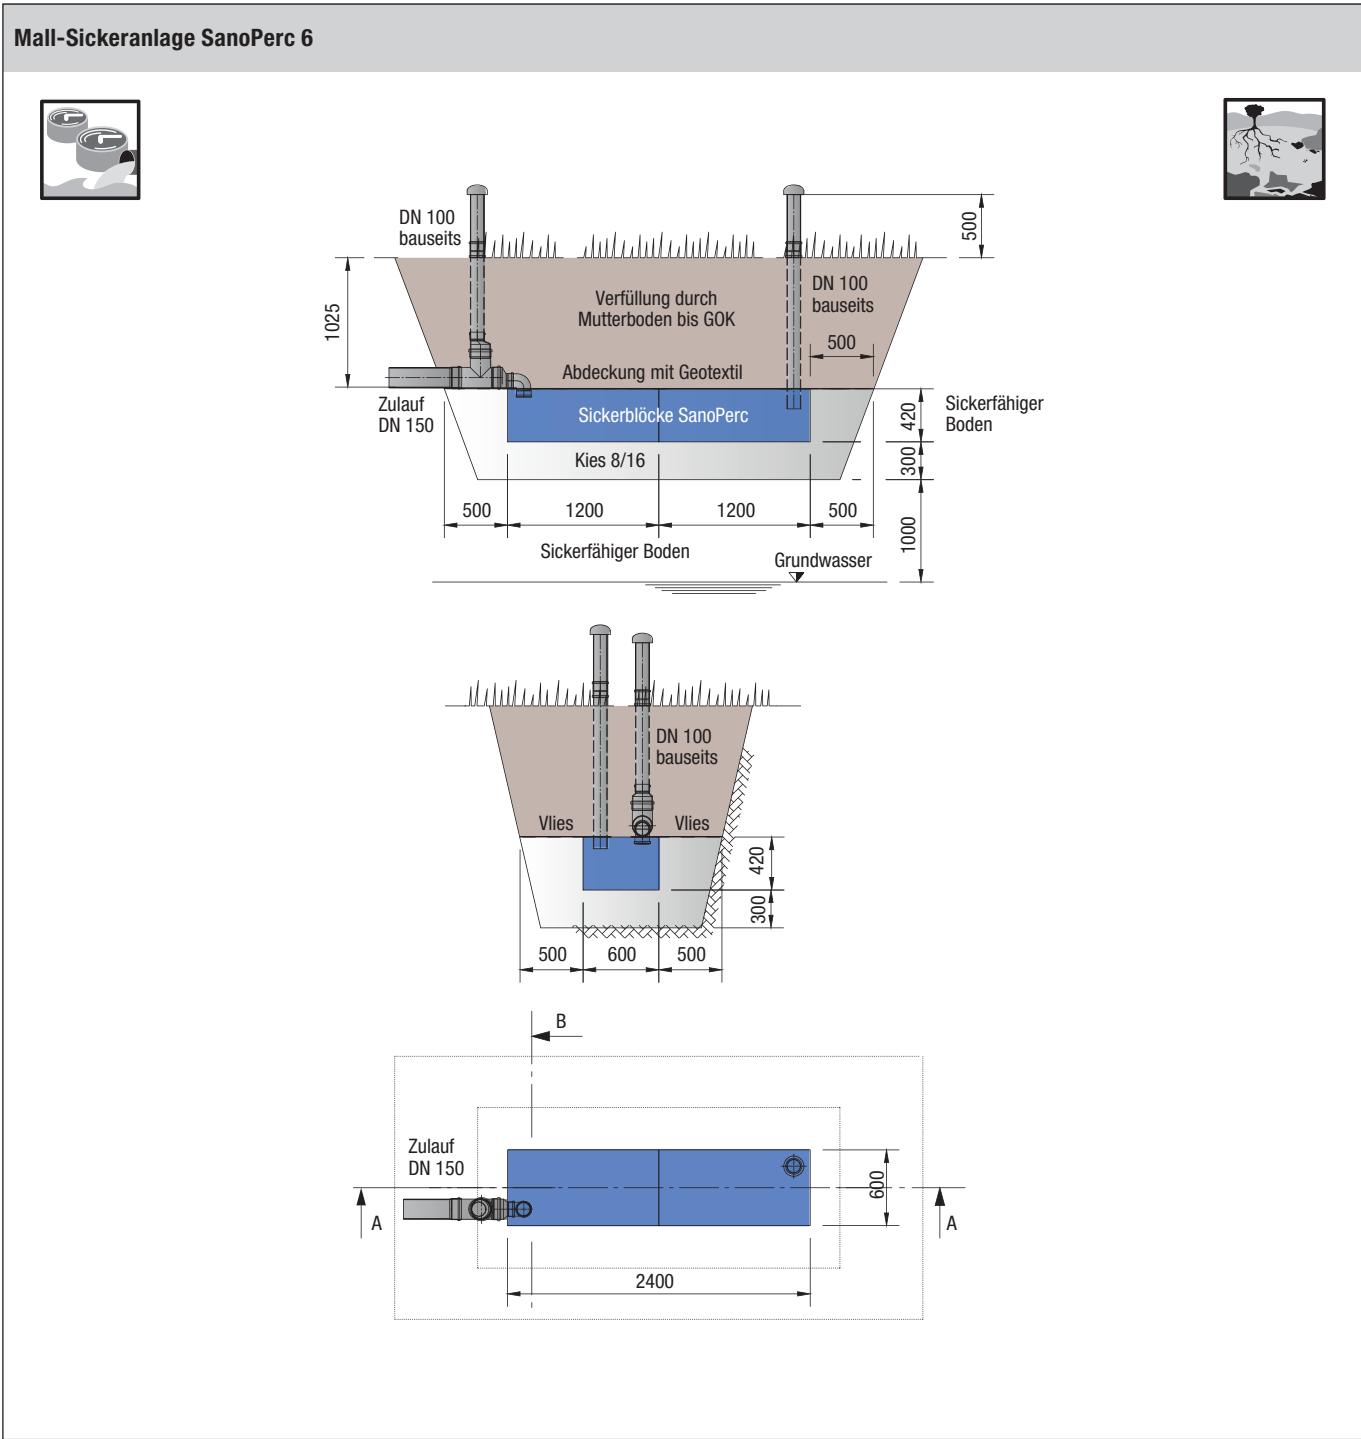 Mall-Sickeranlage SanoPerc 6
DN 100
bauseits
500
1025
Verfüllung durch
Mutterboden bis GOK
DN 100
bauseits
500
Abdeckung mit Geotextil
Zulauf
DN 150
Sickerblöcke SanoPerc
420
Sickerfähiger
Boden
Kies 8/16
300
500
1200
1200
500
1000
Sickerfähiger Boden
Grundwasser
DN 100
bauseits
Vlies
Vlies
420
300
500
600
500
B
Zulauf
DN 150
600
A
A
2400